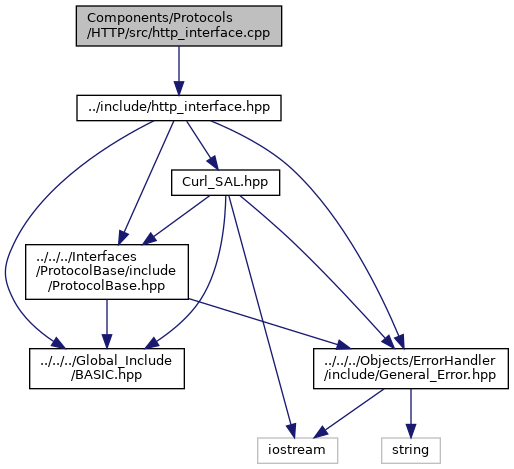 Components/Protocols
/HTTP/src/http_interface.cpp
../include/http_interface.hpp
Curl_SAL.hpp
../../../Interfaces
/ProtocolBase/include
/ProtocolBase.hpp
../../../Global_Include
/BASIC.hpp
../../../Objects/ErrorHandler
/include/General_Error.hpp
iostream
string